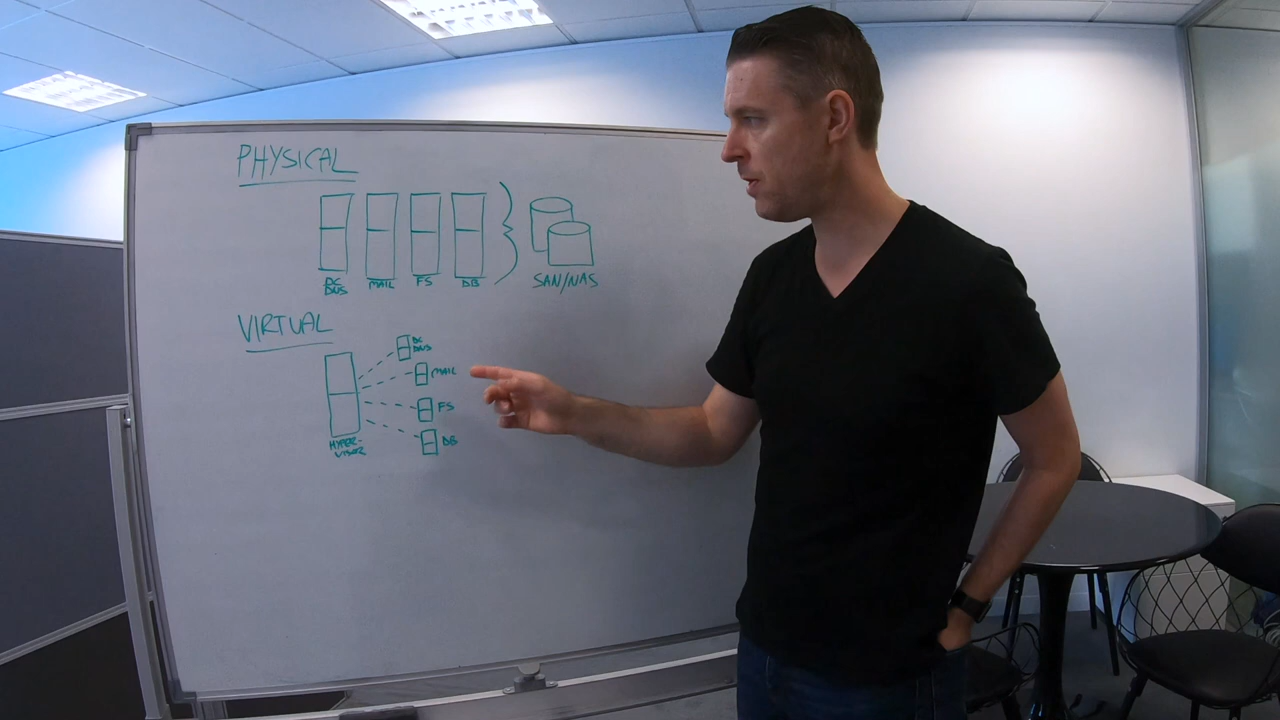 PHYSICAL
DC
DNS
MAIL
FS
DB
SAN/NAS
VIRTUAL
DC
DNS
MAIL
FS
DB
HYPER-
VISOR